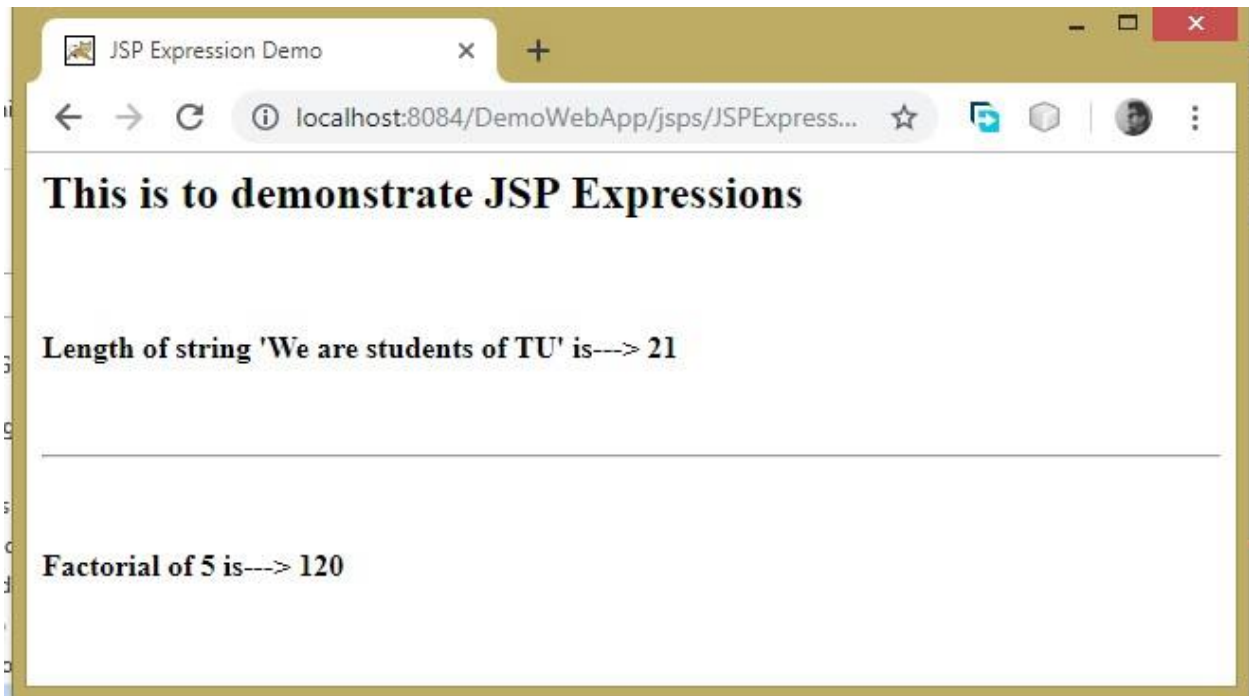 JSP Expression Demo
localhost:8084/DemoWebApp/jsps/JSPExpress...
This is to demonstrate JSP Expressions
Length of string 'We are students of TU' is---> 21
Factorial of 5 is---> 120